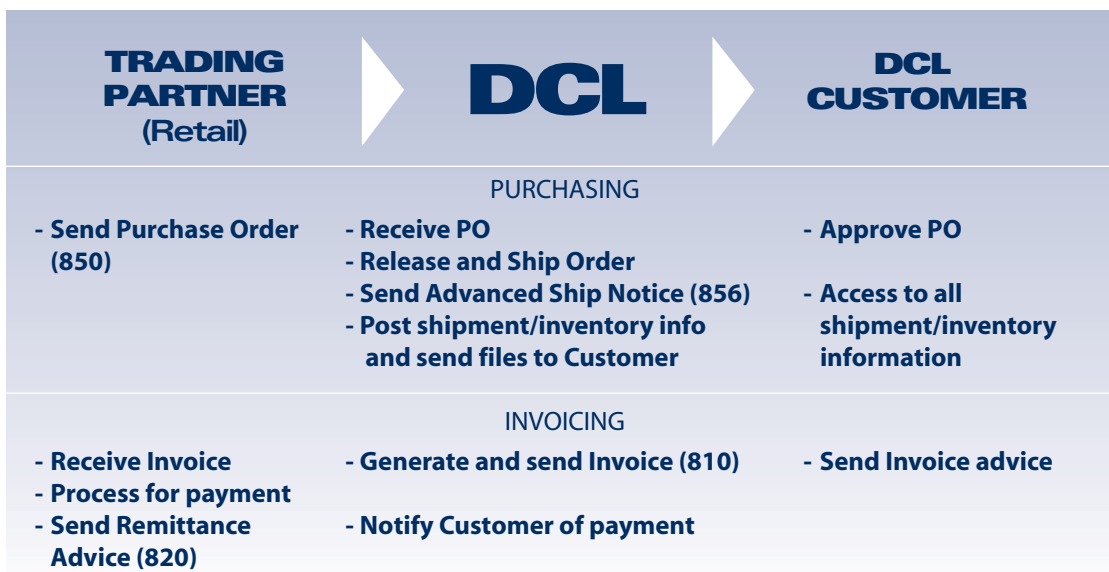 TRADING
PARTNER
(Retail)
DCL
DCL
CUSTOMER
PURCHASING
- Send Purchase Order
(850)
- Receive PO
- Release and Ship Order
- Send Advanced Ship Notice (856)
- Post shipment/inventory info
and send files to Customer
- Approve PO
- Access to all
shipment/inventory
information
INVOICING
- Receive Invoice
- Process for payment
- Send Remittance
Advice (820)
- Generate and send Invoice (810)
- Notify Customer of payment
- Send Invoice advice